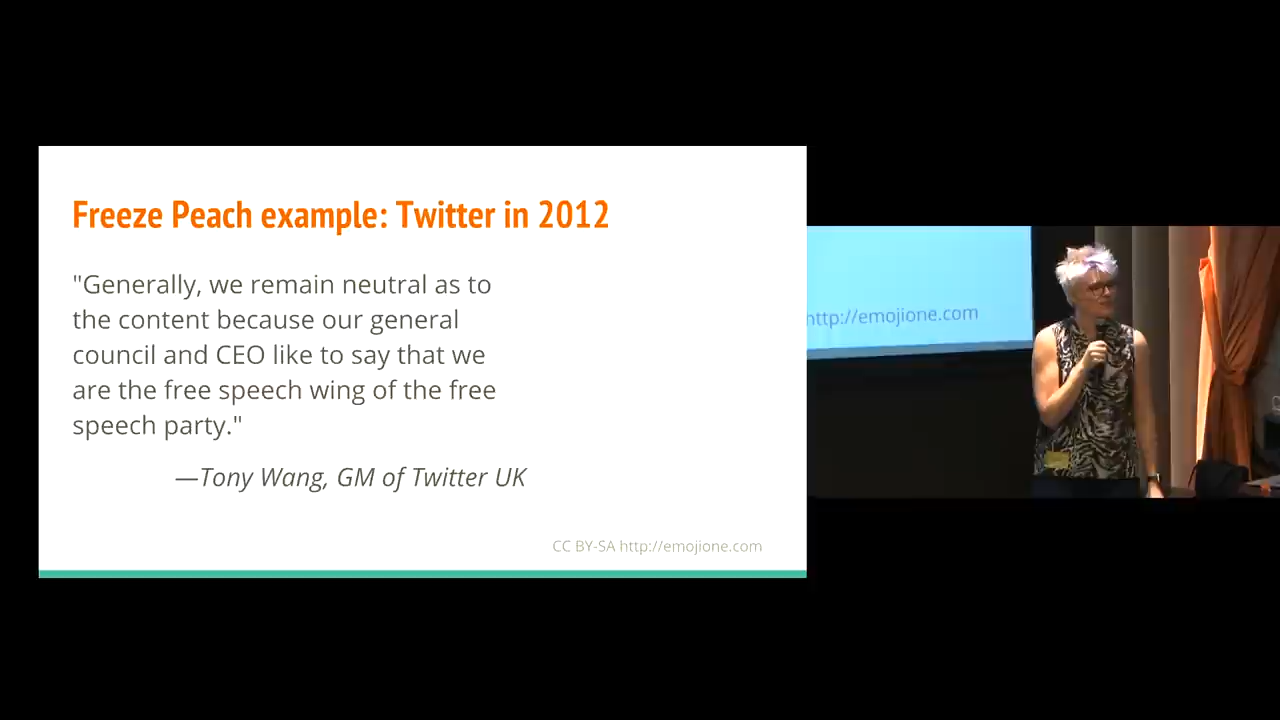 Freeze Peach example: Twitter in 2012
"Generally, we remain neutral as to
the content because our general
council and CEO like to say that we
are the free speech wing of the free
speech party."
—Tony Wang, GM of Twitter UK
CC BY-SA http://emojione.com
http://emojione.com